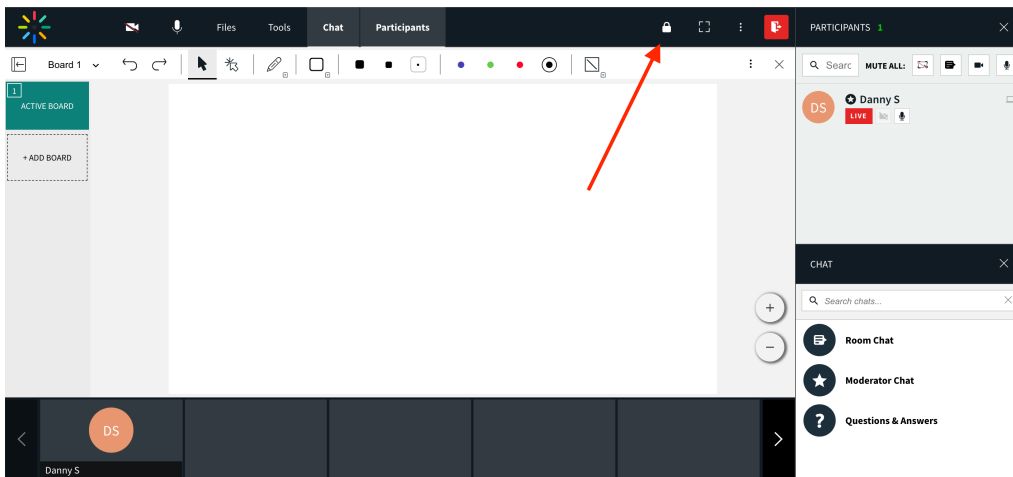 Files Tools Chat Participants
PARTICIPANTS 1
Board 1
Searc MUTE ALL:
1
ACTIVE BOARD
+ ADD BOARD
DS Danny S
LIVE
CHAT
Search chats...
Room Chat
Moderator Chat
? Questions & Answers
DS
Danny S